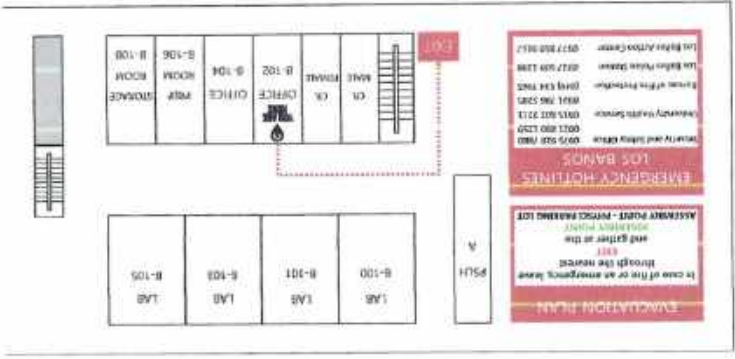 EVACUATION PLAN
In case of fire or an emergency, leave
through the nearest
EXIT
and gather at the
ASSEMBLY POINT
ASSEMBLY POINT - PHYSCI PARKING LOT
EMERGENCY HOTLINES
LOS BANOS
Security and Safety Office
University Health Service
Bureau of Fire Protection
Los Baños Police Station
Los Baños Action Center
PSLH
A
LAB
B-100
LAB
B-101
LAB
B-103
LAB
B-105
EXIT
CR
MALE
CR
FEMALE
OFFICE
B-102
OFFICE
B-104
PREP
ROOM
B-106
STORAGE
ROOM
B-108